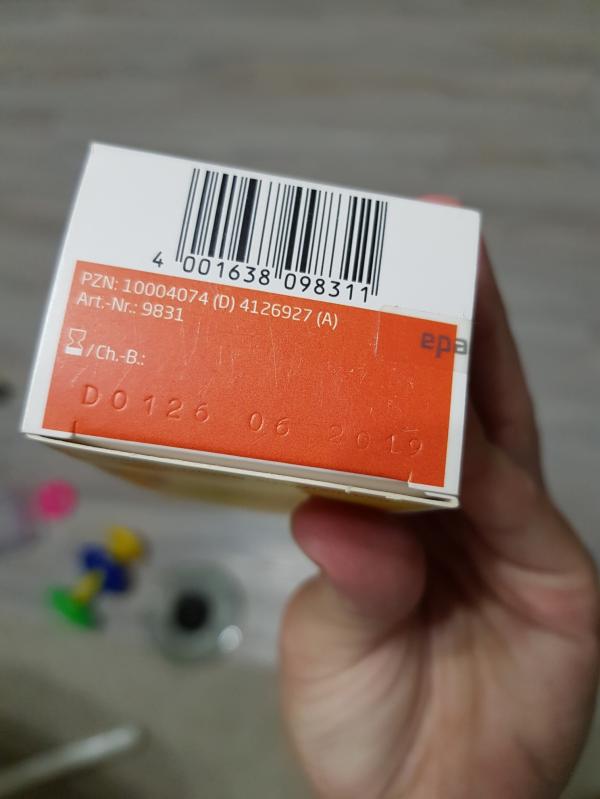 4 001638 098311
PZN: 10004074 (D) 4126927 (A)
Art.-Nr.: 9831
epa
/Ch.-B.:
D0126 06 2019